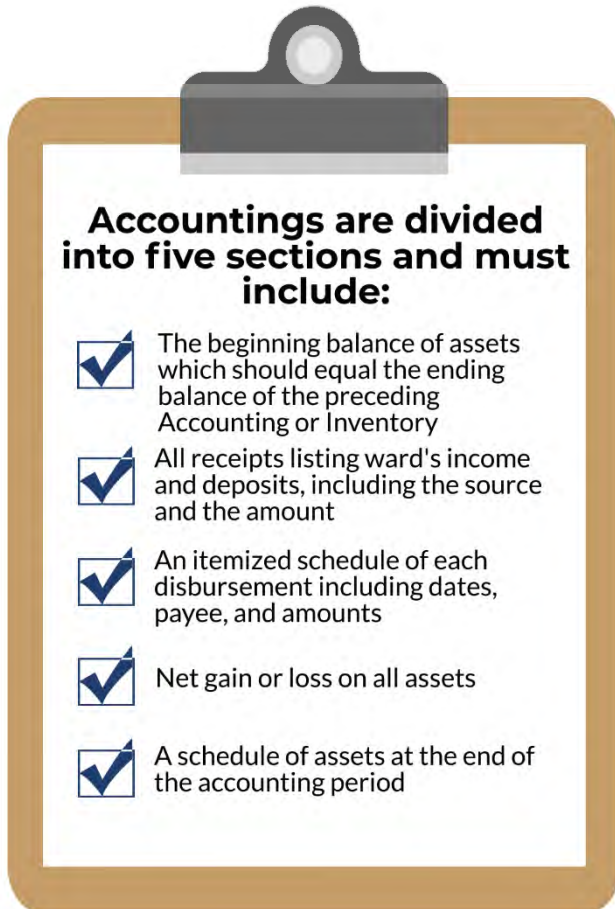 Accountings are divided
into five sections and must
include:
The beginning balance of assets
which should equal the ending
balance of the preceding
Accounting or Inventory
All receipts listing ward's income
and deposits, including the source
and the amount
An itemized schedule of each
disbursement including dates,
payee, and amounts
Net gain or loss on all assets
A schedule of assets at the end of
the accounting period